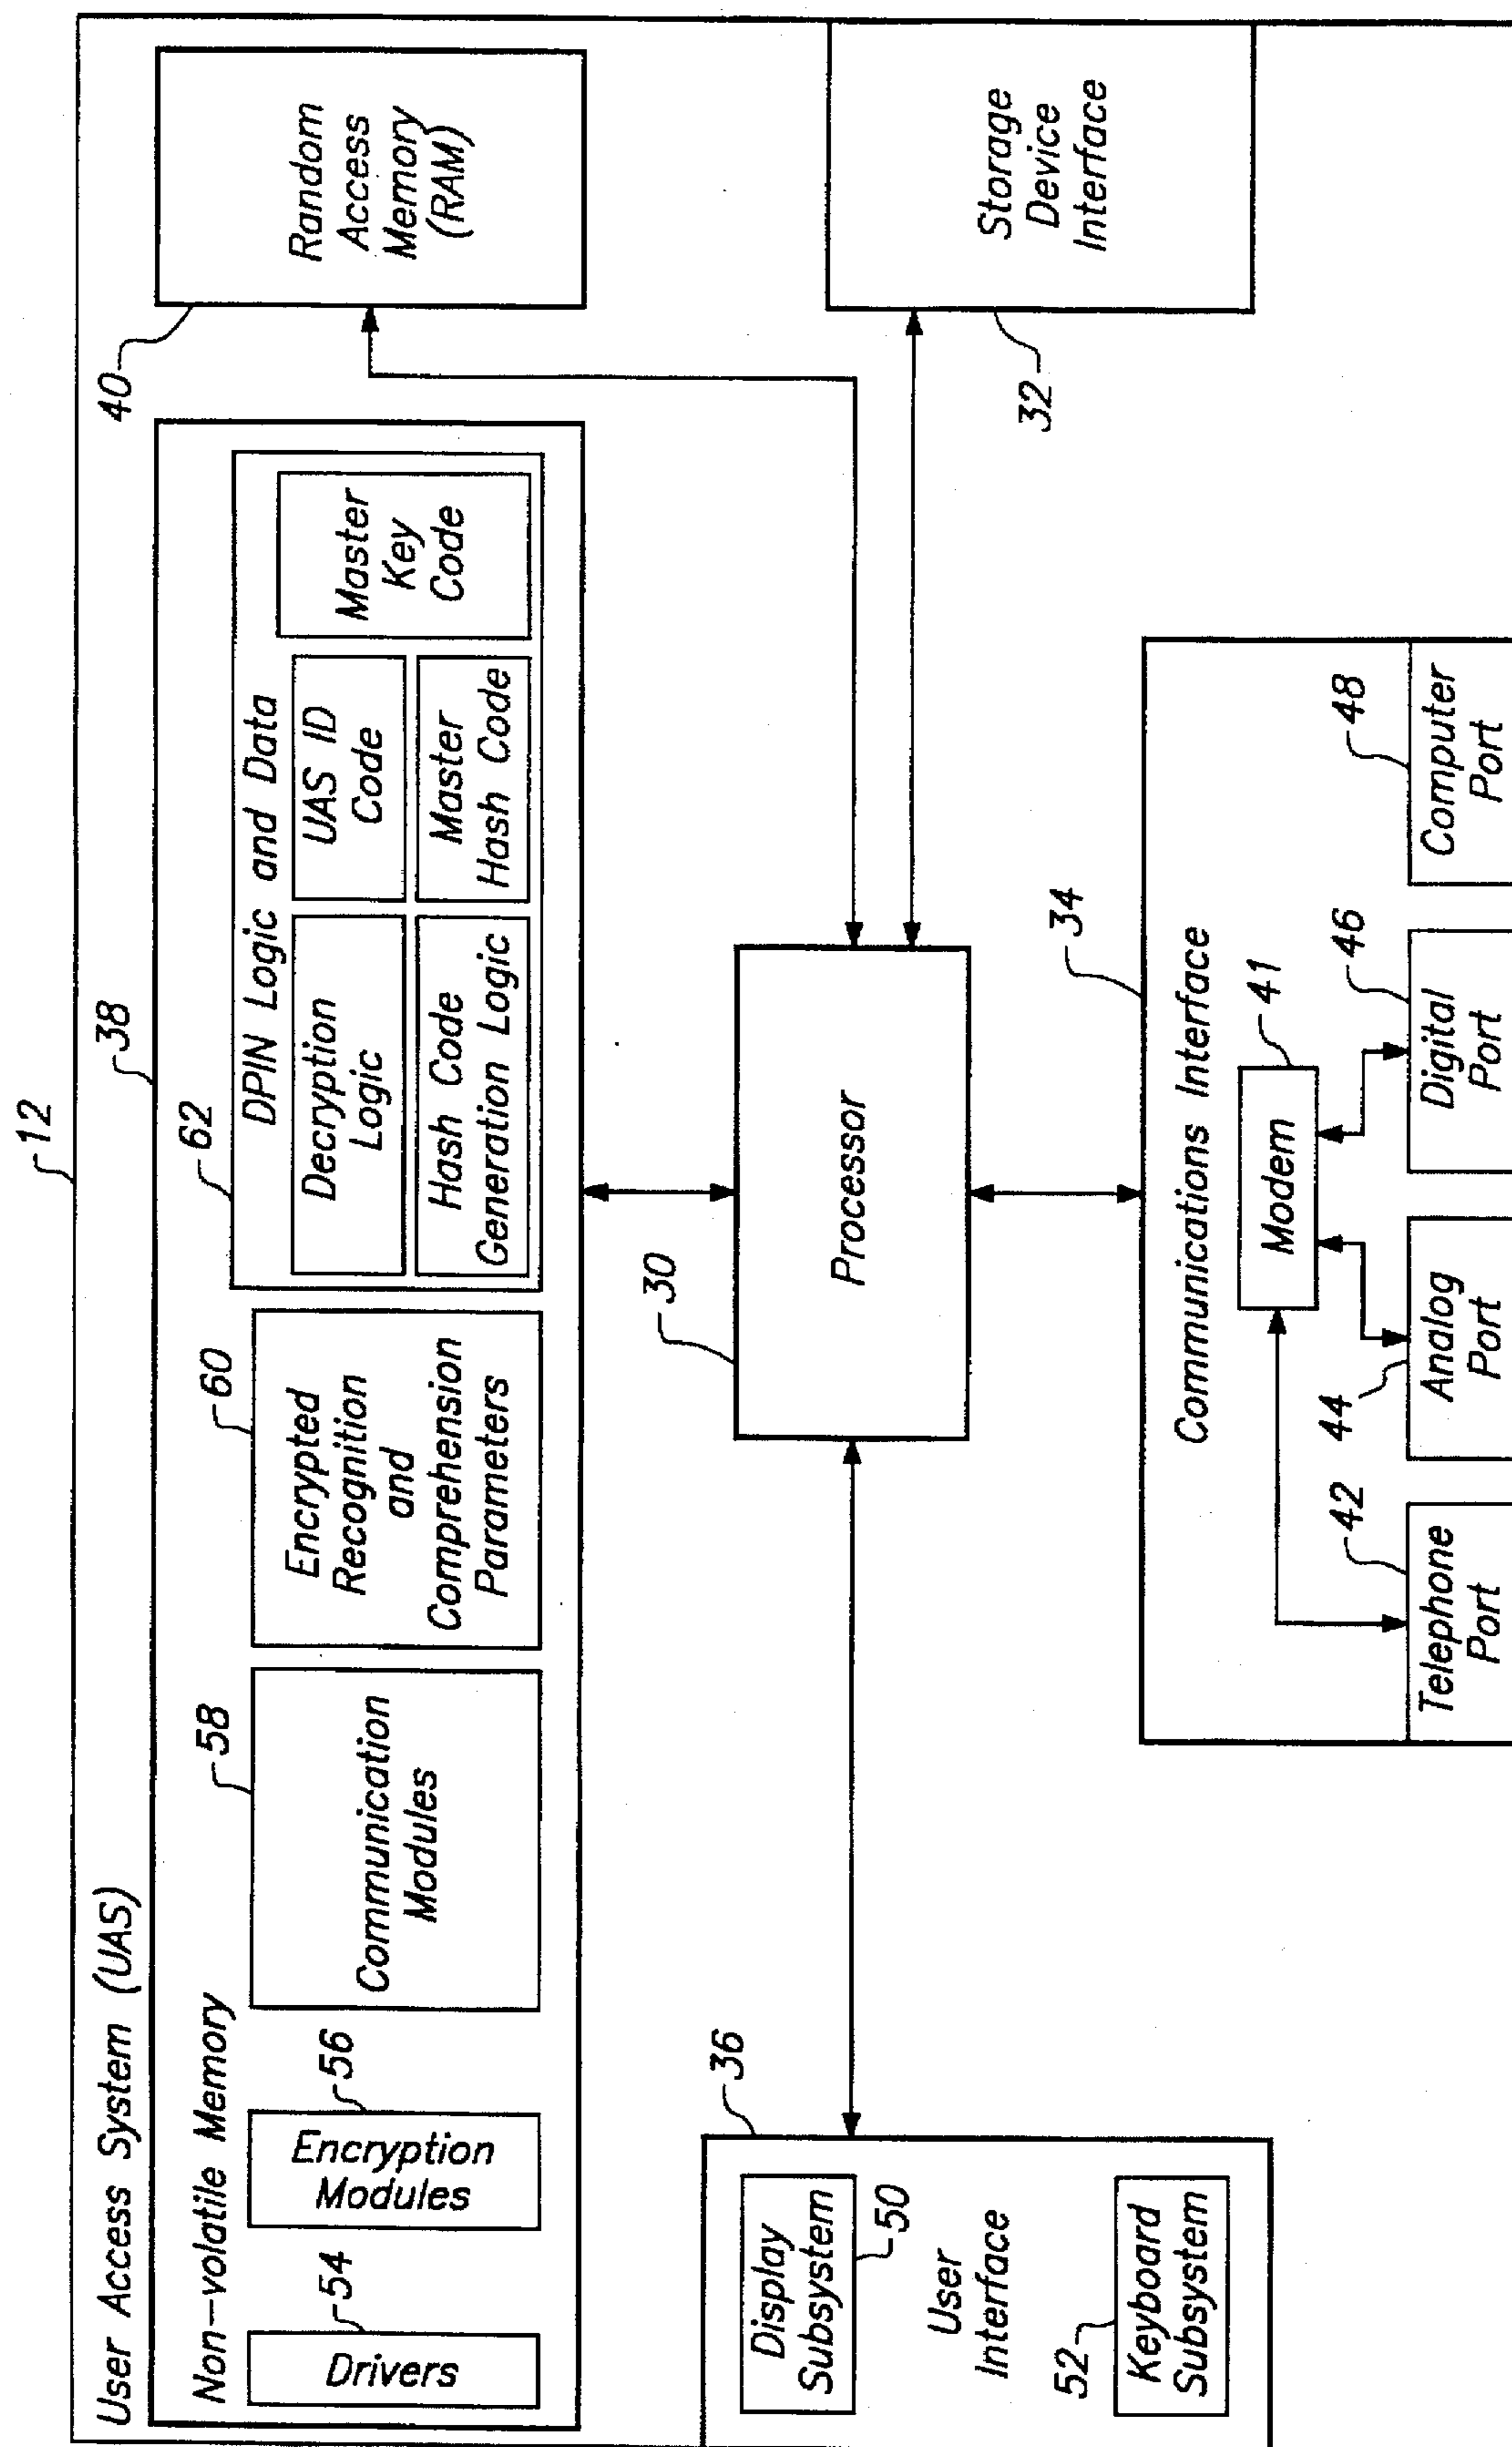 12
User Access System (UAS)
38
Non-volatile Memory
54
Drivers
56
Encryption
Modules
58
Communication
Modules
60
Encrypted
Recognition
and
Comprehension
Parameters
62
DPIN Logic and Data
Decryption
Logic
UAS ID
Code
Hash Code
Generation Logic
Master
Hash Code
Master
Key
Code
40
Random
Access
Memory
(RAM)
36
Display
Subsystem
50
User
Interface
52
Keyboard
Subsystem
30
Processor
32
Storage
Device
Interface
34
Communications Interface
Modem
41
42
Telephone
Port
44
Analog
Port
46
Digital
Port
48
Computer
Port